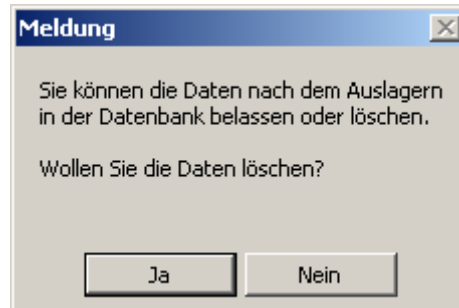 Meldung
Sie können die Daten nach dem Auslagern
in der Datenbank belassen oder löschen.
Wollen Sie die Daten löschen?
Ja
Nein